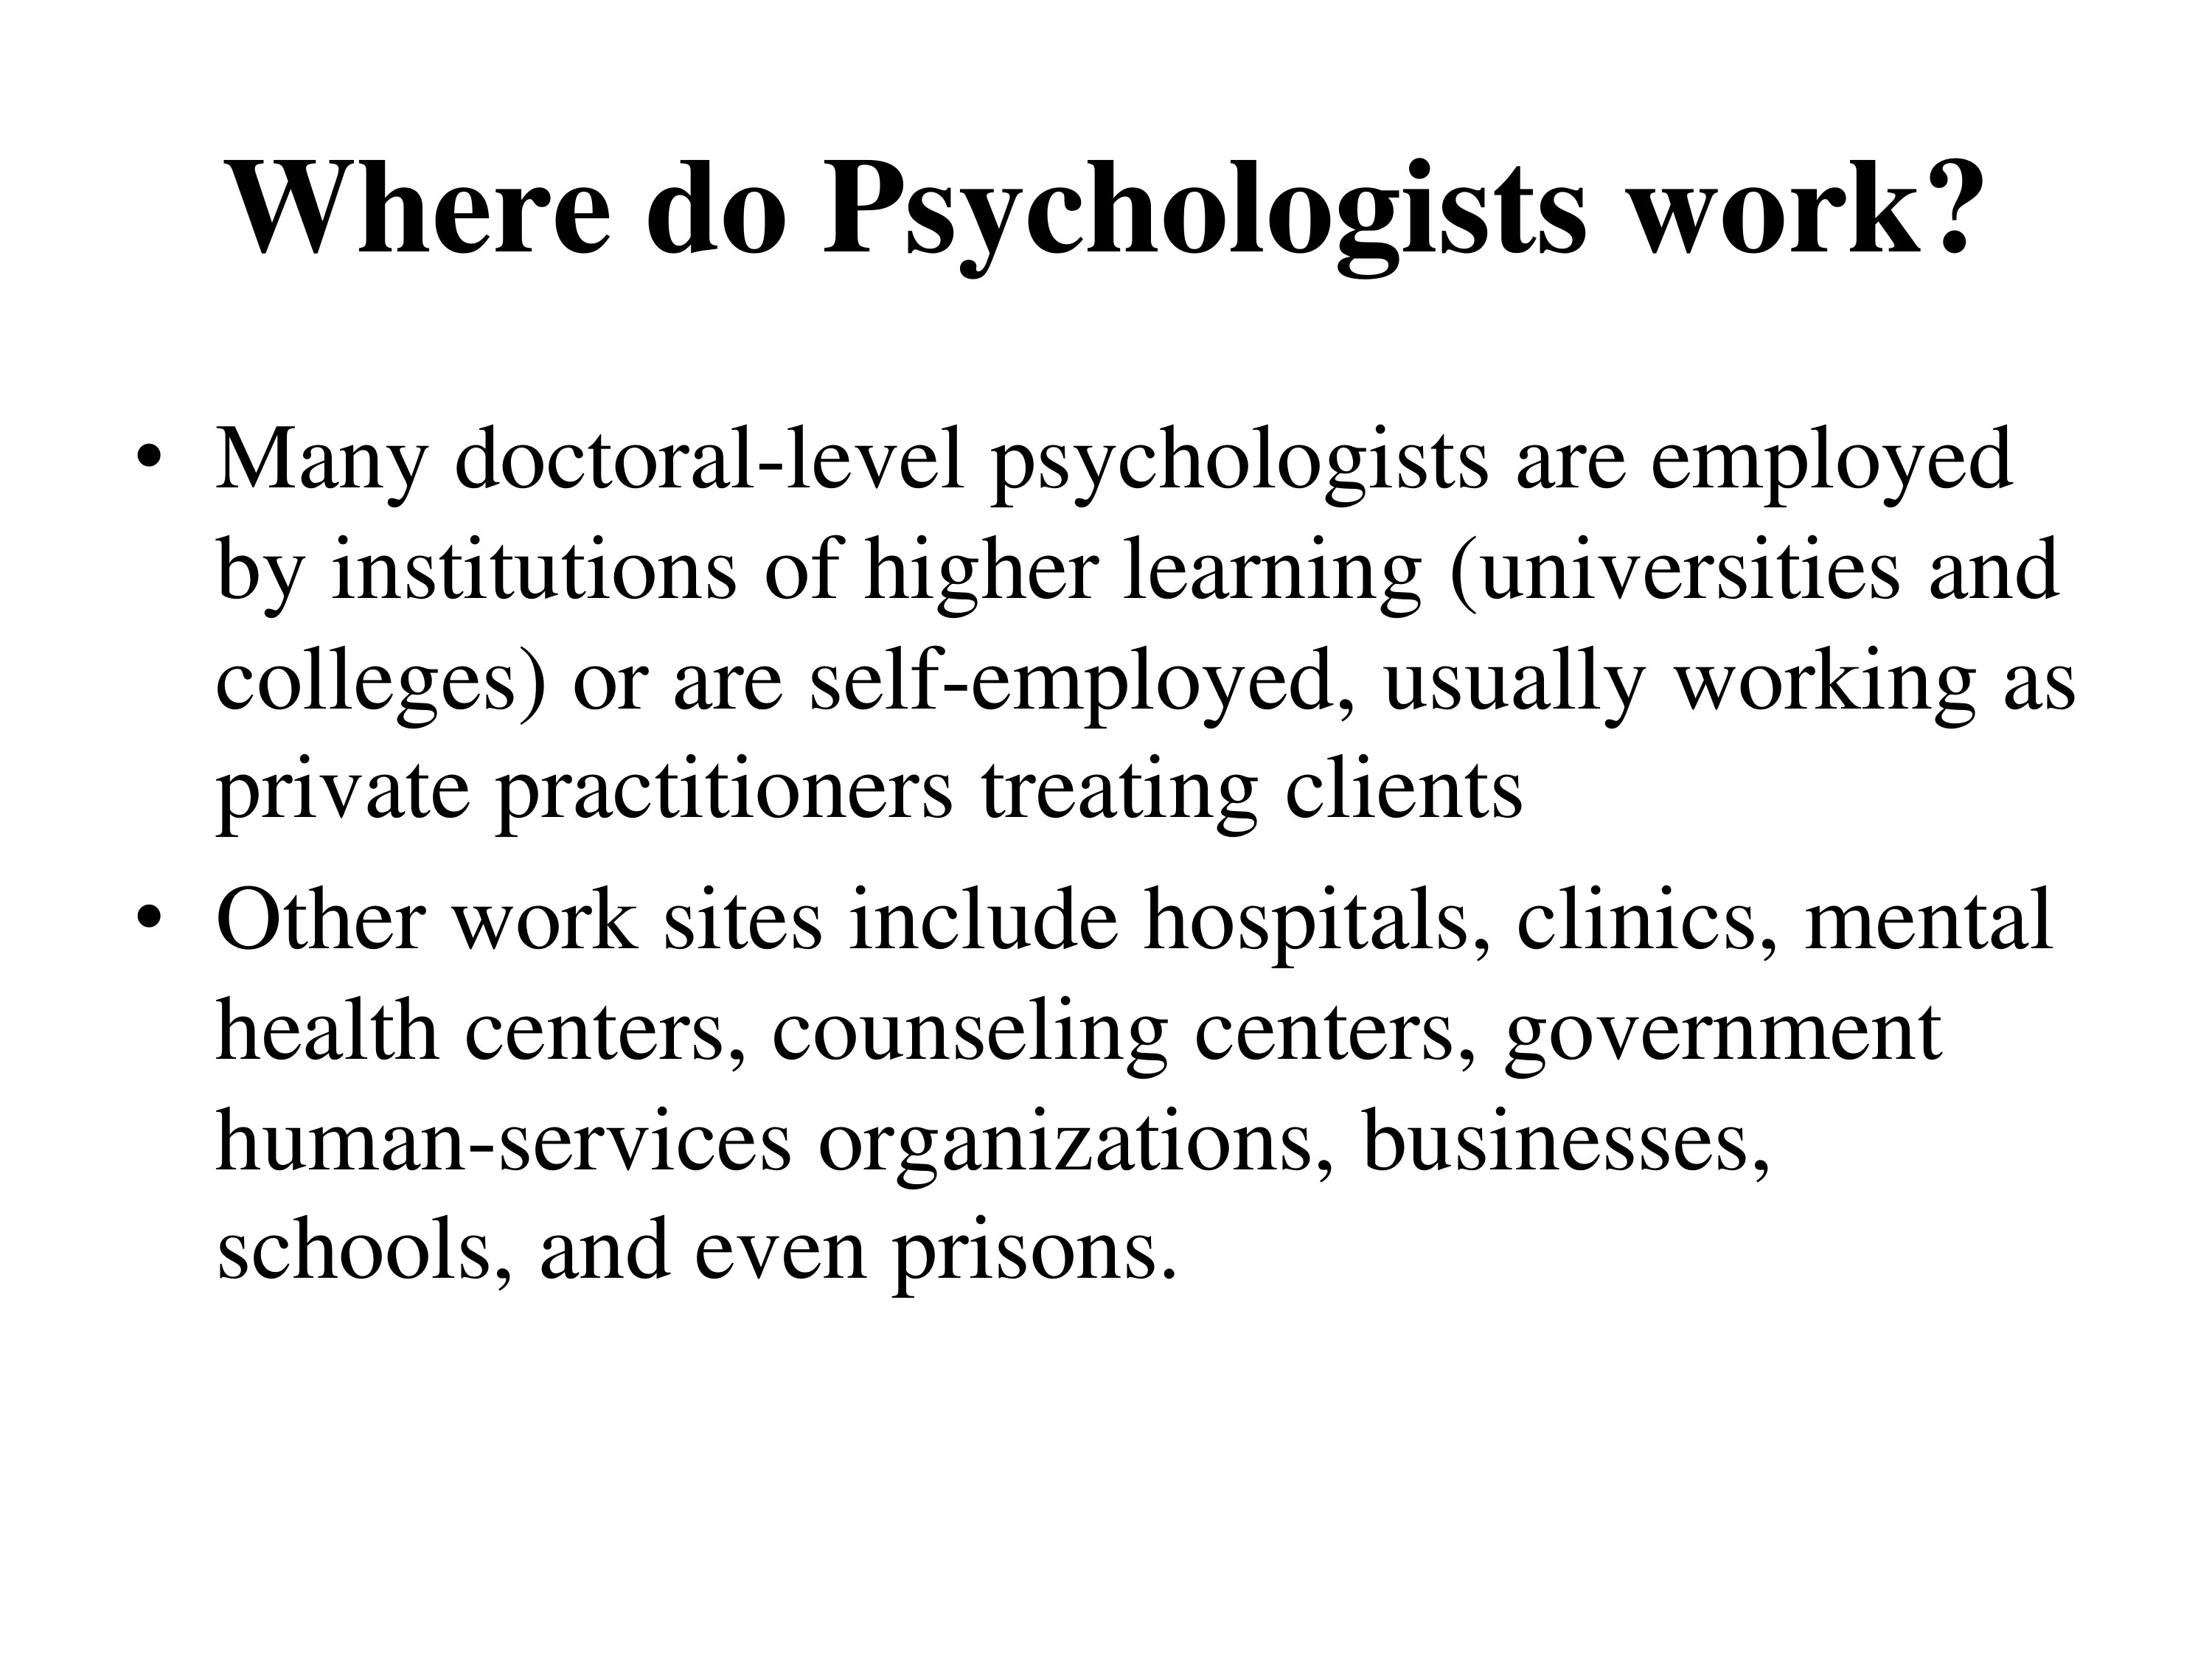 Where do Psychologists work?
• Many doctoral-level psychologists are employed
by institutions of higher learning (universities and
colleges) or are self-employed, usually working as
private practitioners treating clients
• Other work sites include hospitals, clinics, mental
health centers, counseling centers, government
human-services organizations, businesses,
schools, and even prisons.